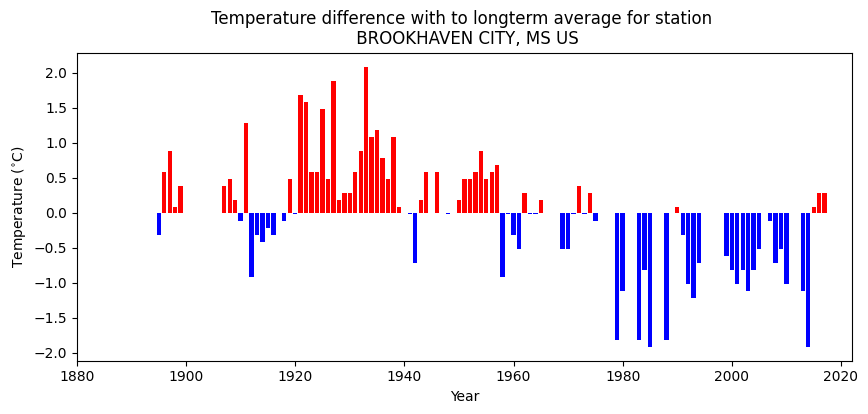 Temperature difference with to longterm average for station
BROOKHAVEN CITY, MS US
Temperature (°C)
2.0
1.5
1.0
0.5
0.0
−0.5
−1.0
−1.5
−2.0
1880 1900 1920 1940 1960 1980 2000 2020
Year